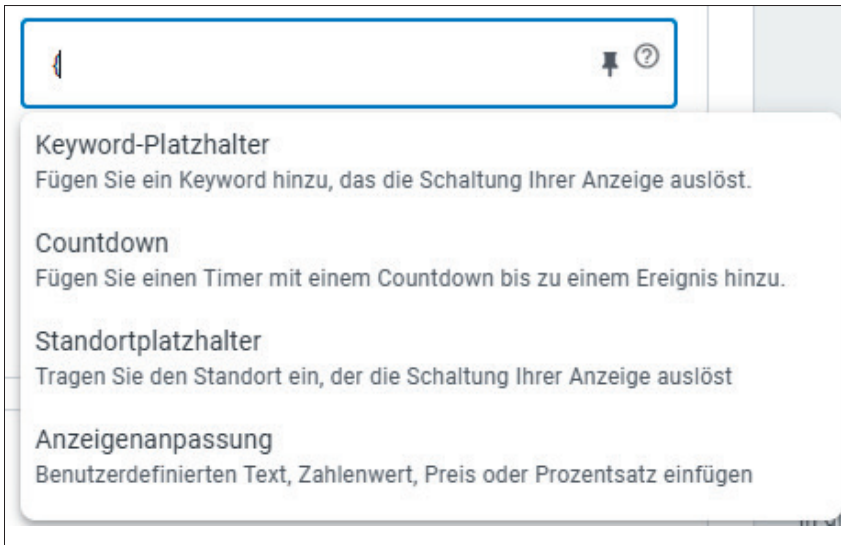 {
Keyword-Platzhalter
Fügen Sie ein Keyword hinzu, das die Schaltung Ihrer Anzeige auslöst.
Countdown
Fügen Sie einen Timer mit einem Countdown bis zu einem Ereignis hinzu.
Standortplatzhalter
Tragen Sie den Standort ein, der die Schaltung Ihrer Anzeige auslöst
Anzeigenanpassung
Benutzerdefinierten Text, Zahlenwert, Preis oder Prozentsatz einfügen